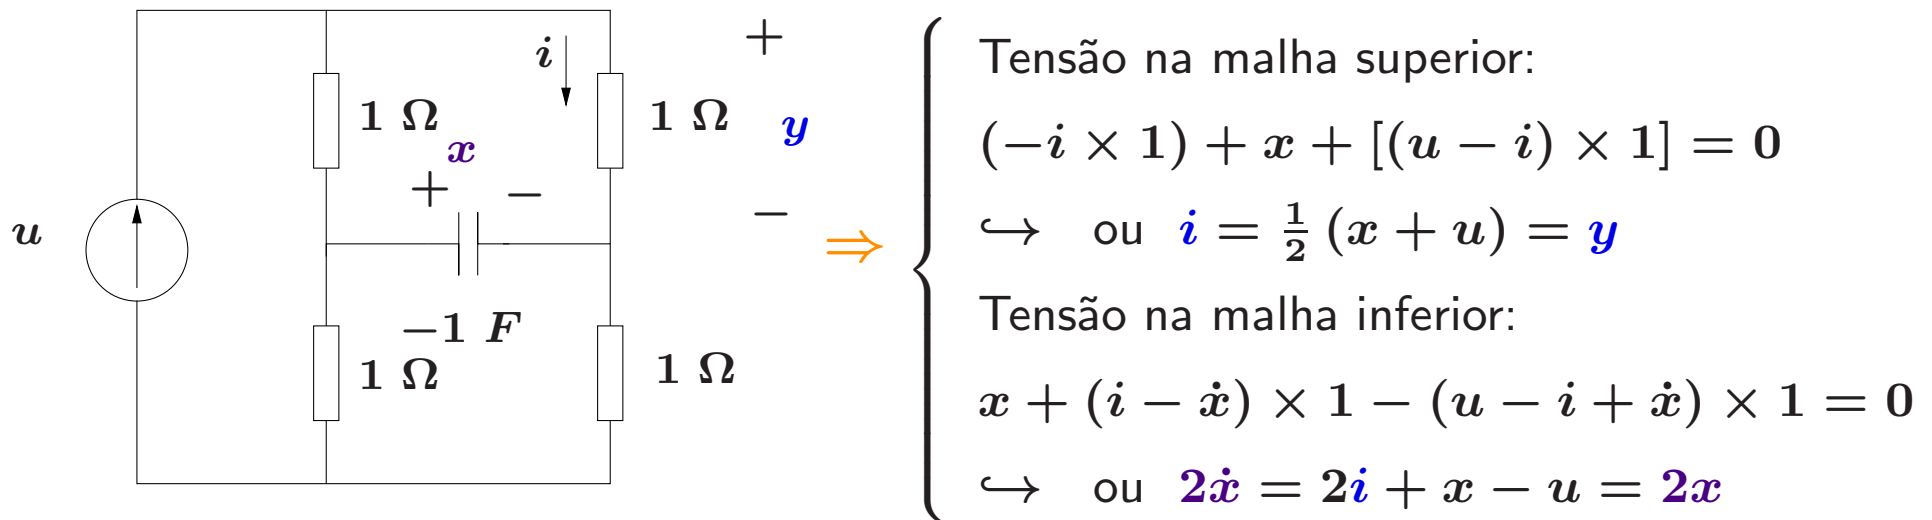 u
1 Ω
x
+ −
−1 F
1 Ω
i
1 Ω
1 Ω
+
y
−
⇒
Tensão na malha superior:
(−i × 1) + x + [(u − i) × 1] = 0
↪ ou i = 1/2 (x + u) = y
Tensão na malha inferior:
x + (i − ẋ) × 1 − (u − i + ẋ) × 1 = 0
↪ ou 2ẋ = 2i + x − u = 2x